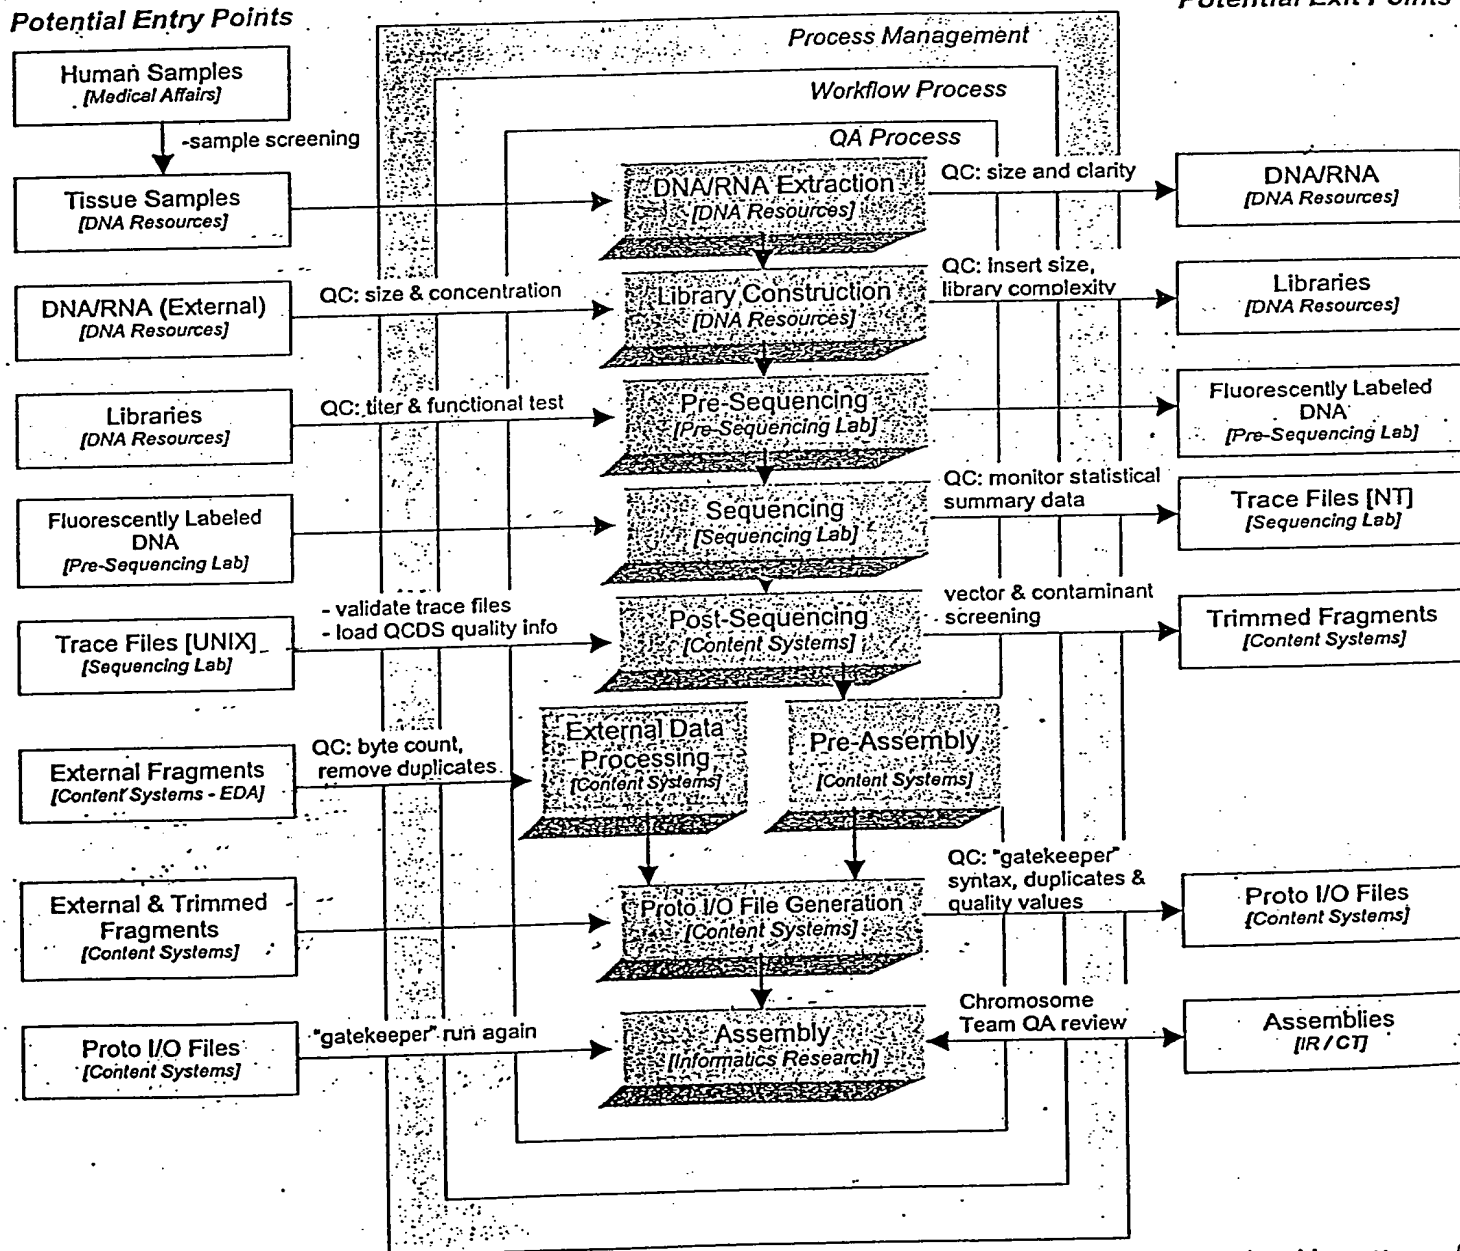 Potential Entry Points
Potential Exit Points
Process Management
Workflow Process
QA Process
Human Samples
[Medical Affairs]
-sample screening
Tissue Samples
[DNA Resources]
DNA/RNA Extraction
[DNA Resources]
QC: size and clarity
DNA/RNA
[DNA Resources]
DNA/RNA (External)
[DNA Resources]
QC: size & concentration
Library Construction
[DNA Resources]
QC: insert size,
library complexity
Libraries
[DNA Resources]
Libraries
[DNA Resources]
QC: titer & functional test
Pre-Sequencing
[Pre-Sequencing Lab]
Fluorescently Labeled
DNA
[Pre-Sequencing Lab]
Fluorescently Labeled
DNA
[Pre-Sequencing Lab]
Sequencing
[Sequencing Lab]
QC: monitor statistical
summary data
Trace Files [NT]
[Sequencing Lab]
Trace Files [UNIX]
[Sequencing Lab]
- validate trace files
- load QCDS quality info
Post-Sequencing
[Content Systems]
vector & contaminant
screening
Trimmed Fragments
[Content Systems]
External Fragments
[Content Systems - EDA]
QC: byte count,
remove duplicates
External Data
Processing
[Content Systems]
Pre-Assembly
[Content Systems]
External & Trimmed
Fragments
[Content Systems]
Proto I/O File Generation
[Content Systems]
QC: "gatekeeper"
syntax, duplicates &
quality values
Proto I/O Files
[Content Systems]
Proto I/O Files
[Content Systems]
"gatekeeper" run again
Assembly
[Informatics Research]
Chromosome
Team QA review
Assemblies
[IR / CT]